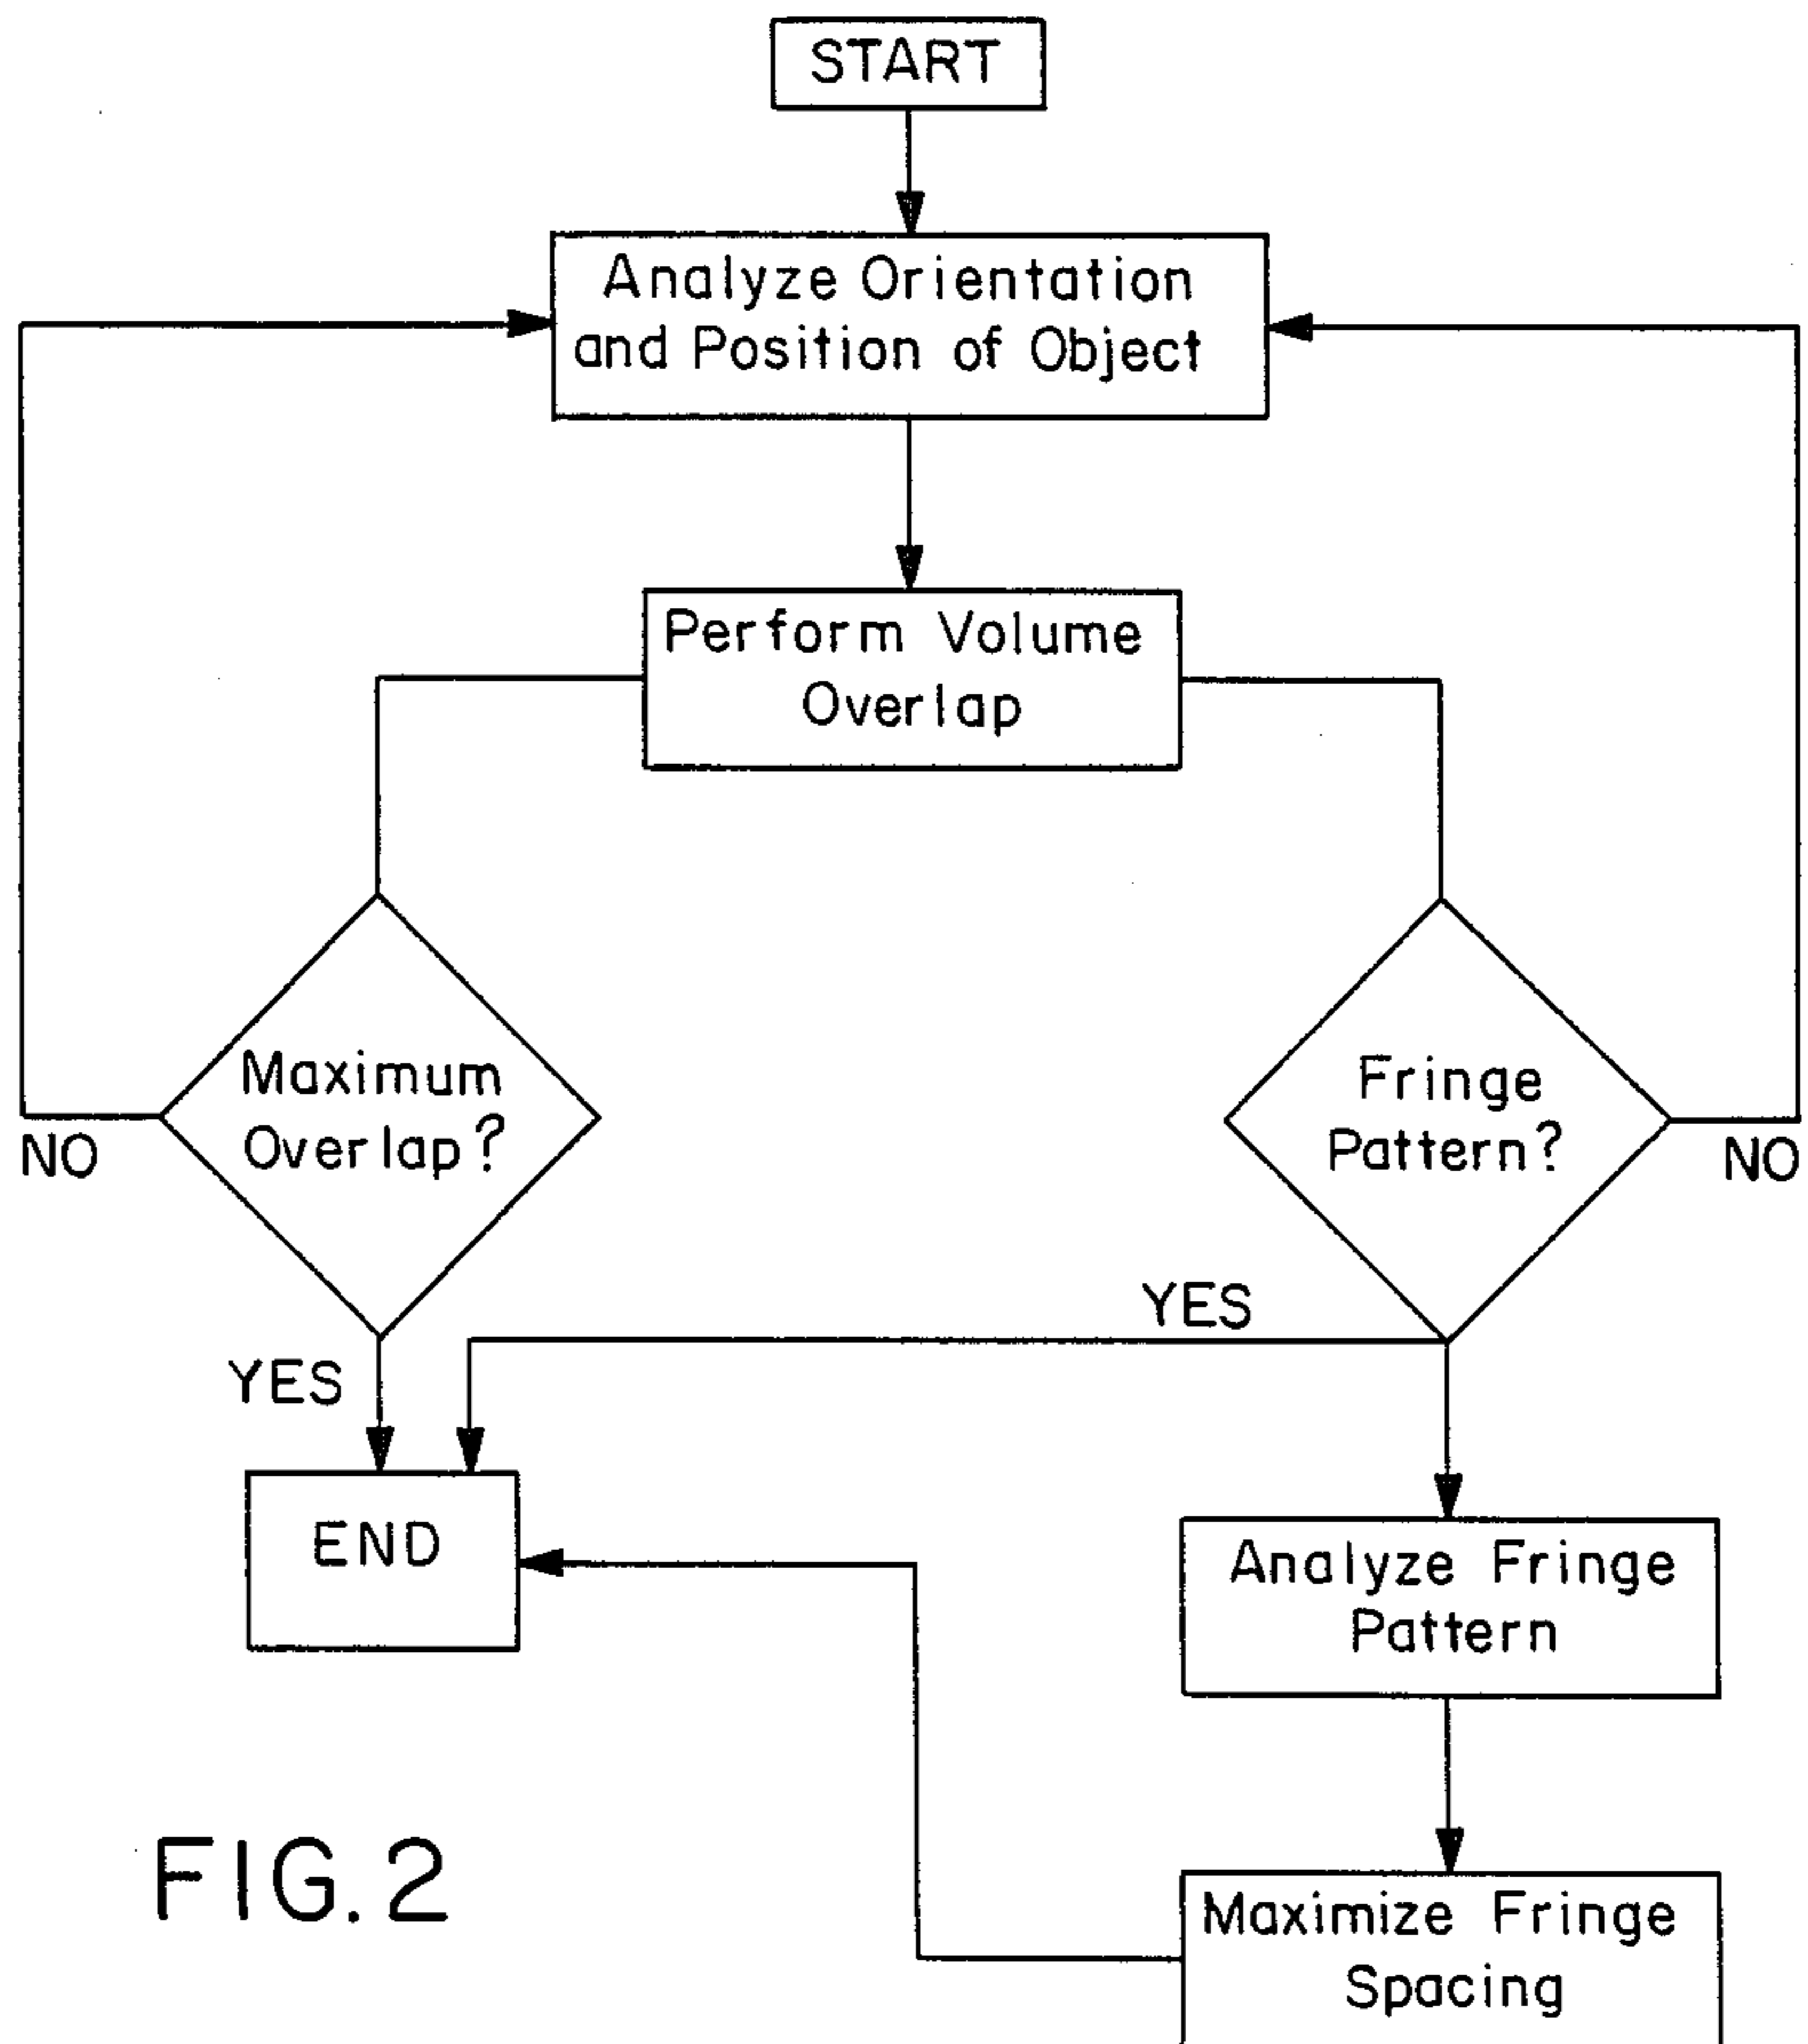 START
Analyze Orientation
and Position of Object
Perform Volume
Overlap
Maximum
Overlap?
NO
YES
Fringe
Pattern?
NO
YES
END
Analyze Fringe
Pattern
Maximize Fringe
Spacing
FIG.2